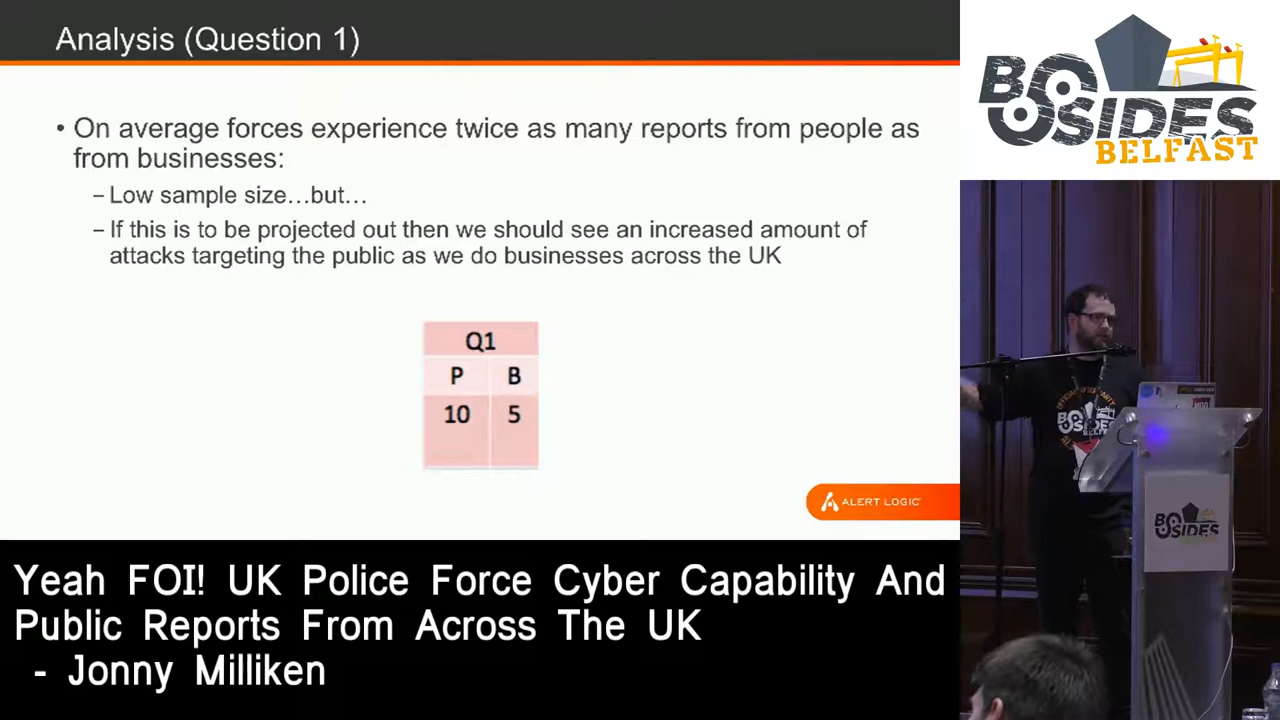 Analysis (Question 1)
• On average forces experience twice as many reports from people as
from businesses:
– Low sample size…but…
– If this is to be projected out then we should see an increased amount of
attacks targeting the public as we do businesses across the UK
Q1
P B
10 5
ALERT LOGIC
BSIDES
BELFAST
BSIDES
BELFAST
BSIDES
Yeah FOI! UK Police Force Cyber Capability And
Public Reports From Across The UK
- Jonny Milliken